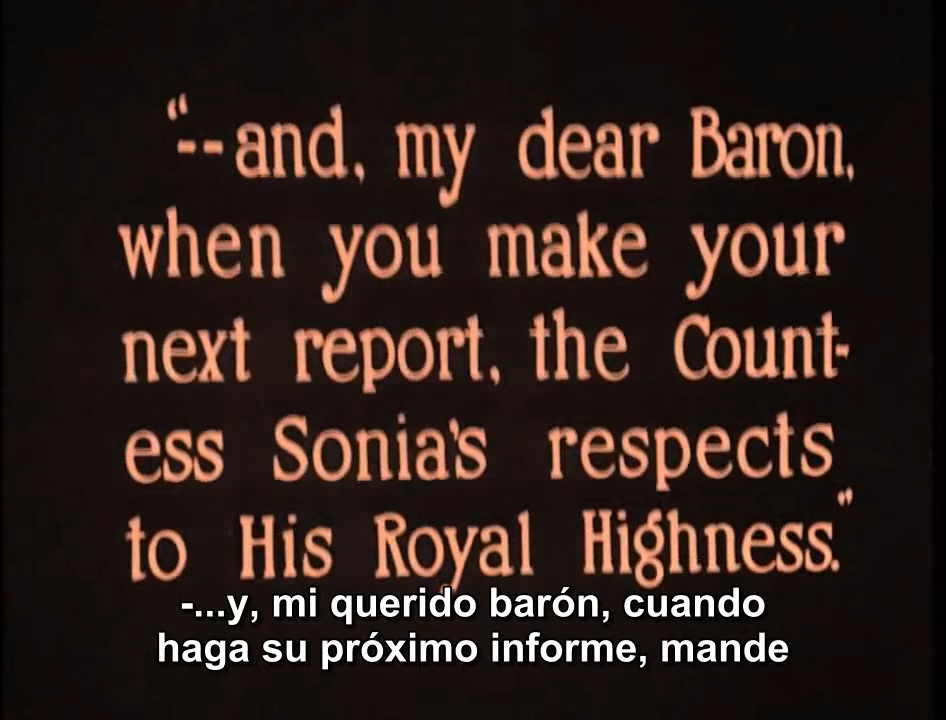 "--and, my dear Baron,
when you make your
next report, the Count-
ess Sonia's respects
to His Royal Highness."
-...y, mi querido barón, cuando
haga su próximo informe, mande